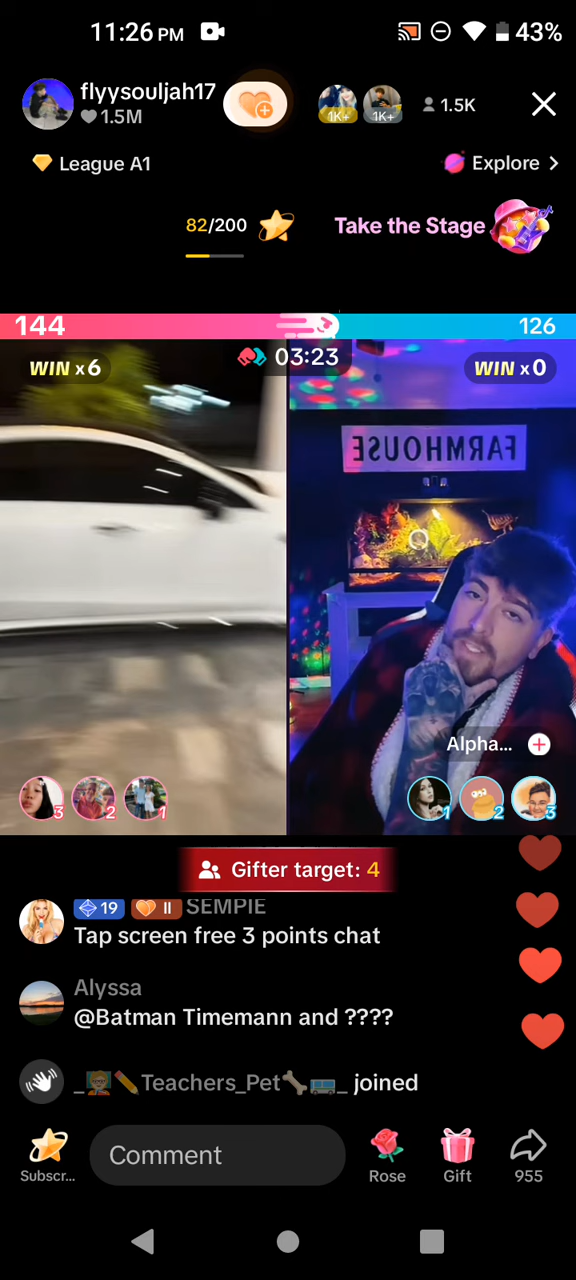 11:26 PM
43%
flyysouljah17
1.5M
1K+
1K+
1.5K
League A1
Explore >
82/200
Take the Stage
144
126
WIN x6
03:23
WIN x0
FARMHOUSE
Alpha...
3
2
1
1
2
3
Gifter target: 4
19 II SEMPIE
Tap screen free 3 points chat
Alyssa
@Batman Timemann and ????
_👩‍🏫✏️Teachers_Pet🦴🚌_ joined
Subscr...
Comment
Rose
Gift
955